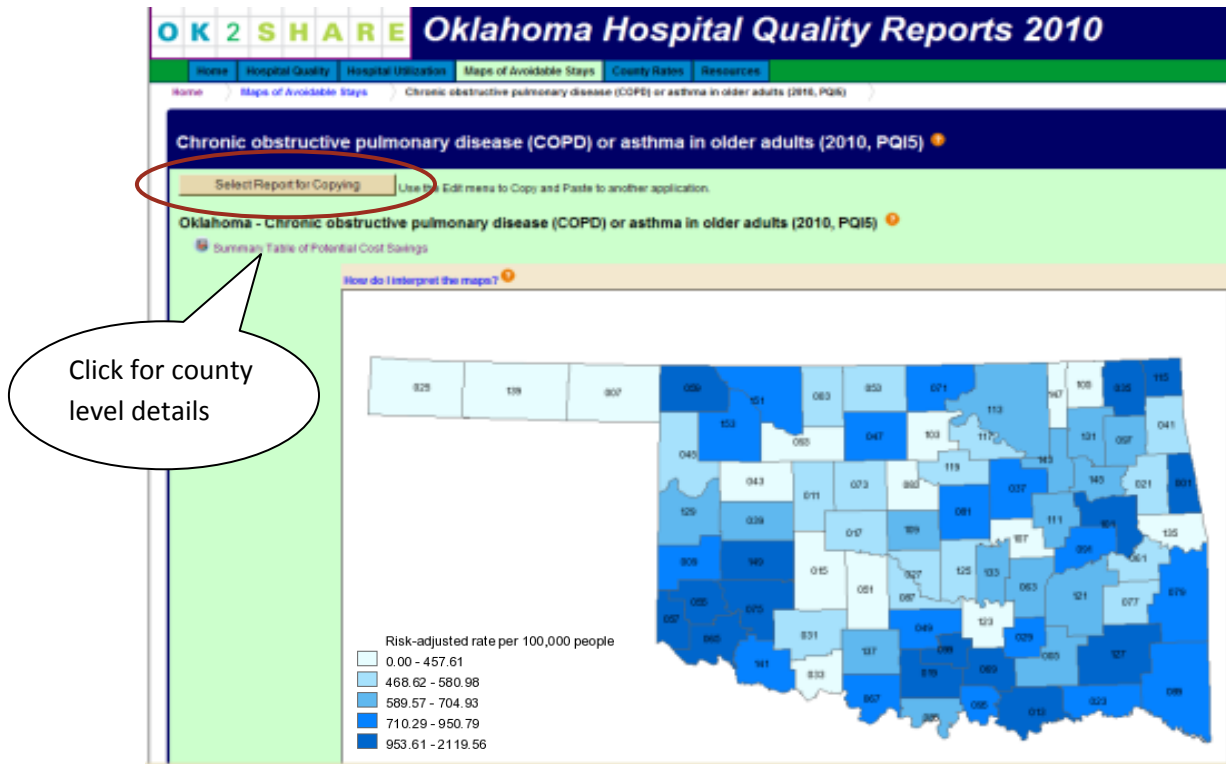 OK2SHARE Oklahoma Hospital Quality Reports 2010
Home Hospital Quality Hospital Utilization Maps of Avoidable Stays County Rates Resources
Home Maps of Avoidable Stays Chronic obstructive pulmonary disease (COPD) or asthma in older adults (2010, PQI5)
Chronic obstructive pulmonary disease (COPD) or asthma in older adults (2010, PQI5) ?
Select Report for Copying Use the Edit menu to Copy and Paste to another application.
Oklahoma - Chronic obstructive pulmonary disease (COPD) or asthma in older adults (2010, PQI5) ?
Summary Table of Potential Cost Savings
How do I interpret the maps? ?
Click for county
level details
025 139 007 059 151 003 053 071 113 147 105 035 115
153 093 047 103 117 131 097 041
045 043 011 073 119 037 143 145 021 001
129 039 017 109 081 107 111 101 135
009 149 015 051 027 125 133 063 091 061 079
055 075 087 121 077
057 065 031 049 123 029
141 033 137 019 069 005 127
067 095 013 023 089
Risk-adjusted rate per 100,000 people
0.00 - 457.61
468.62 - 580.98
589.57 - 704.93
710.29 - 950.79
953.61 - 2119.56